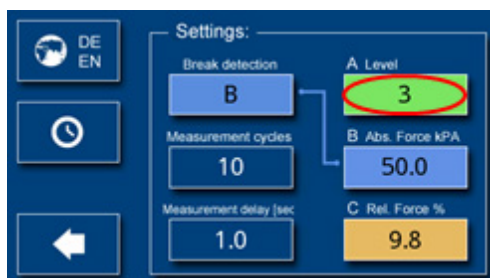 DE
EN
Settings:
Break detection
A Level
B
3
Measurement cycles
B Abs. Force kPA
10
50.0
Measurement delay [sec
C Rel. Force %
1.0
9.8